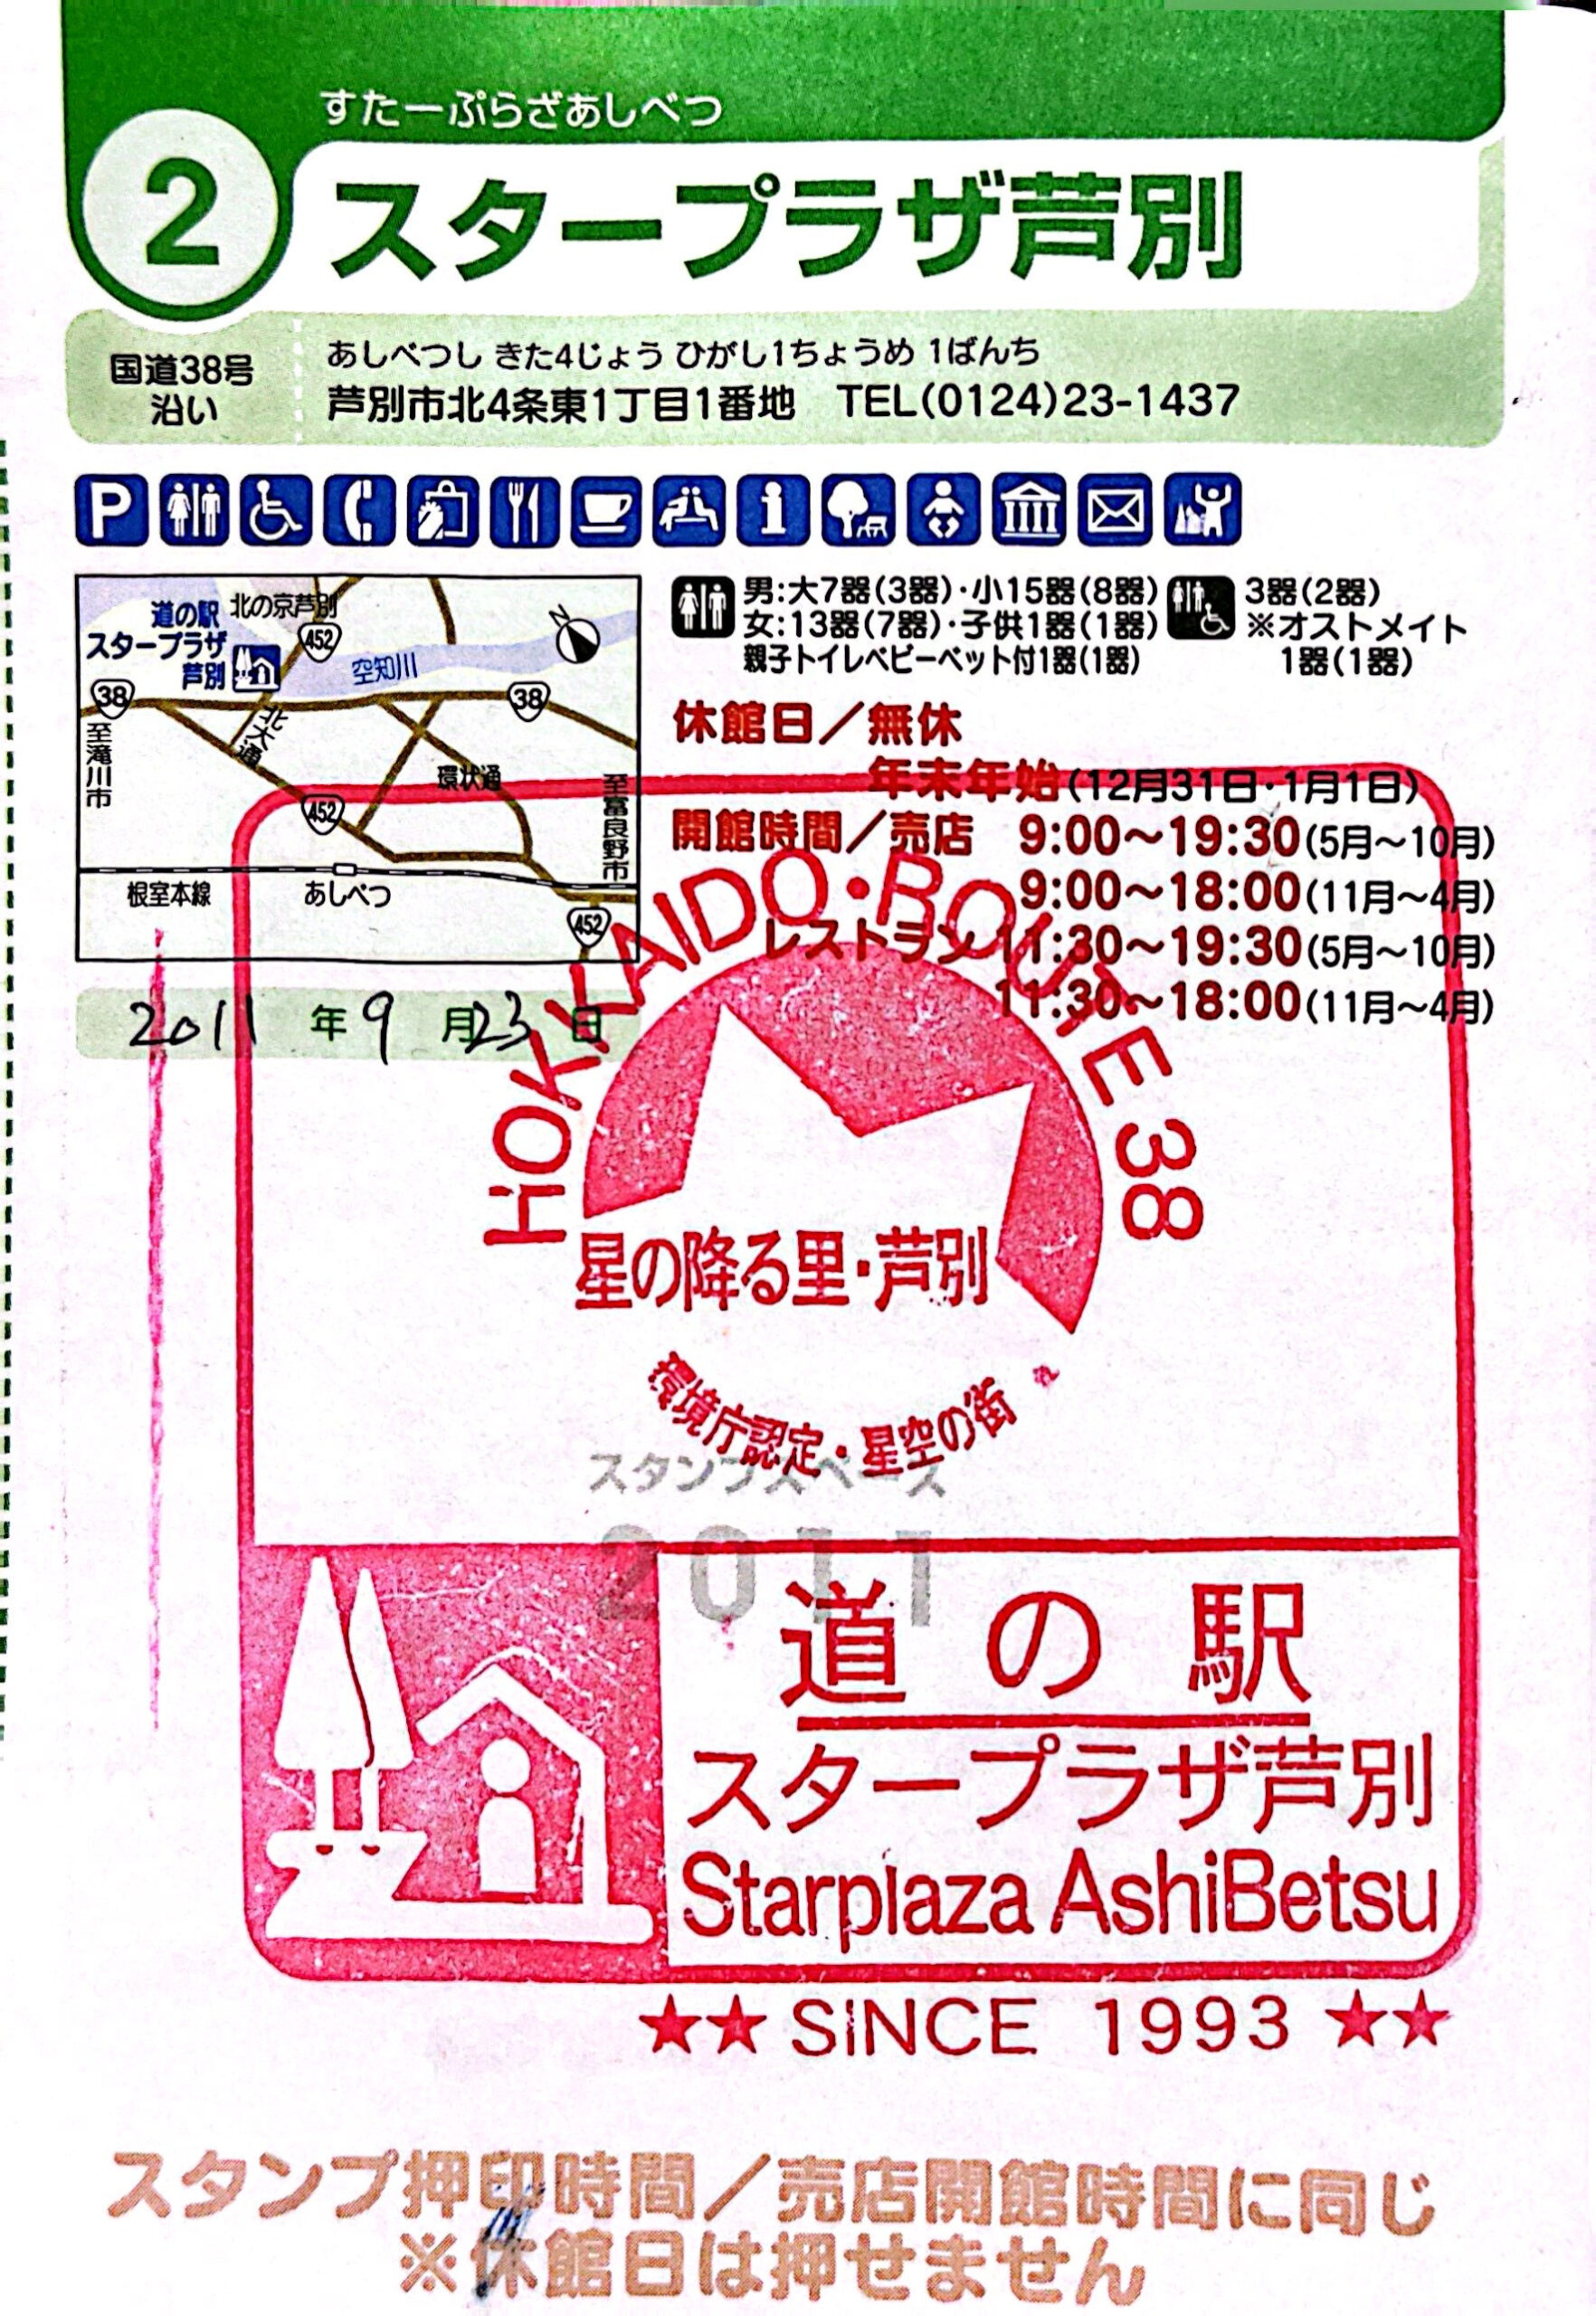 すたーぷらざあしべつ
2
スタープラザ芦別
国道38号
沿い
あしべつし きた4じょう ひがし1ちょうめ 1ばんち
芦別市北4条東1丁目1番地 TEL(0124)23-1437
P
i
道の駅
スタープラザ
芦別
北の京芦別
452
空知川
N
38
38
至滝川市
北大通
環状通
452
至富良野市
根室本線
あしべつ
452
男:大7器(3器)・小15器(8器)
女:13器(7器)・子供1器(1器)
親子トイレベビーベット付1器(1器)
3器(2器)
※オストメイト
1器(1器)
休館日/無休
年末年始(12月31日・1月1日)
開館時間/売店 9:00〜19:30(5月〜10月)
9:00〜18:00(11月〜4月)
レストラン 11:30〜19:30(5月〜10月)
11:30〜18:00(11月〜4月)
2011年9月23日
HOKKAIDO・ROUTE 38
星の降る里・芦別
環境庁認定・星空の街
スタンプスペース
2011
道の駅
スタープラザ芦別
Starplaza AshiBetsu
★★ SINCE 1993 ★★
スタンプ押印時間/売店開館時間に同じ
※休館日は押せません